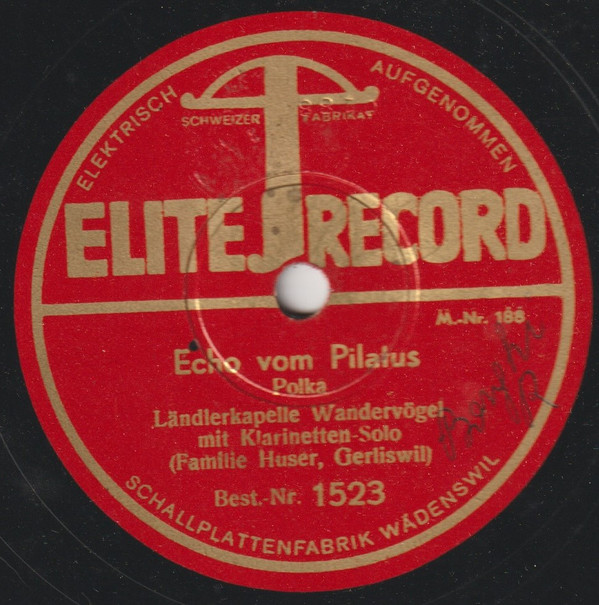 ELEKTRISCH AUFGENOMMEN
SCHWEIZER FABRIKAT
ELITE RECORD
M.-Nr. 188
Echo vom Pilatus
Polka
Ländlerkapelle Wandervögel
mit Klarinetten-Solo
(Familie Huser, Gerliswil)
Best.-Nr. 1523
SCHALLPLATTENFABRIK WÄDENSWIL